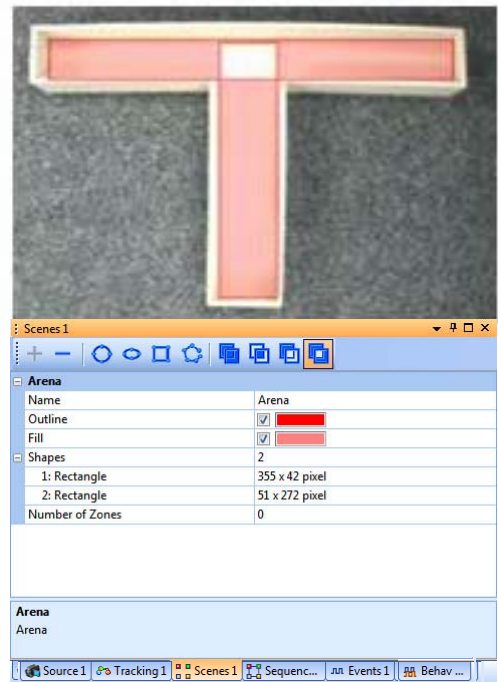 Scenes 1
Arena
Name Arena
Outline
Fill
Shapes 2
1: Rectangle 355 x 42 pixel
2: Rectangle 51 x 272 pixel
Number of Zones 0
Arena
Arena
Source 1 Tracking 1 Scenes 1 Sequenc... Events 1 Behav ...